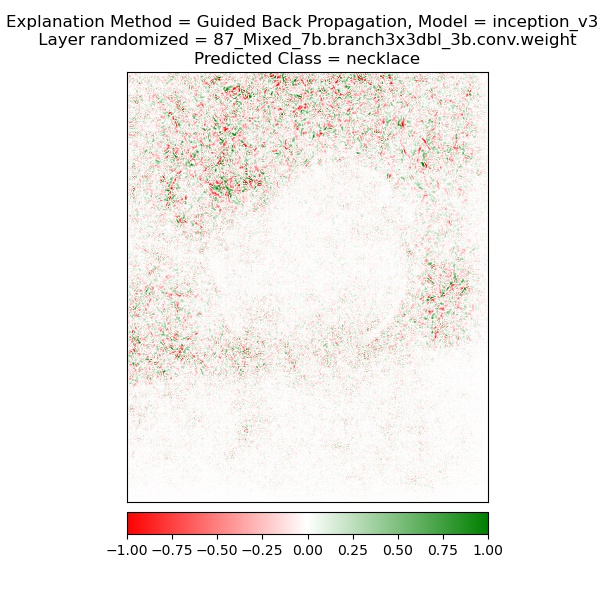 Explanation Method = Guided Back Propagation, Model = inception_v3
Layer randomized = 87_Mixed_7b.branch3x3dbl_3b.conv.weight
Predicted Class = necklace
−1.00 −0.75 −0.50 −0.25 0.00 0.25 0.50 0.75 1.00